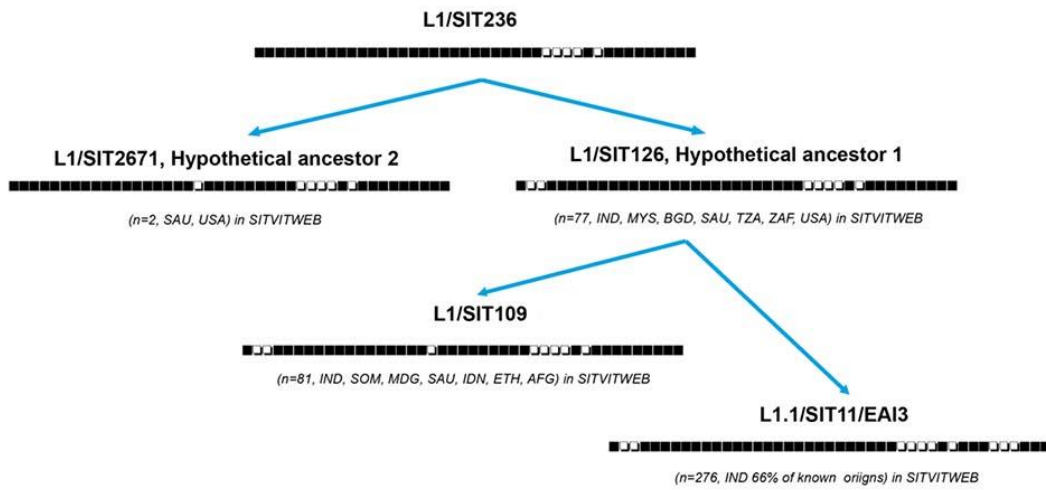 L1/SIT236
L1/SIT2671, Hypothetical ancestor 2
L1/SIT126, Hypothetical ancestor 1
(n=2, SAU, USA) in SITVITWEB
(n=77, IND, MYS, BGD, SAU, TZA, ZAF, USA) in SITVITWEB
L1/SIT109
(n=81, IND, SOM, MDG, SAU, IDN, ETH, AFG) in SITVITWEB
L1.1/SIT11/EAI3
(n=276, IND 66% of known oriigns) in SITVITWEB